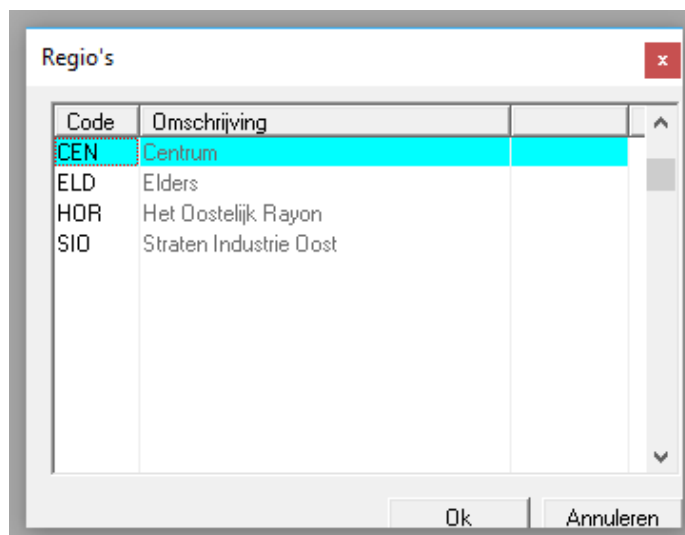 Regio's x
Code Omschrijving
CEN Centrum
ELD Elders
HOR Het Oostelijk Rayon
SIO Straten Industrie Oost
Ok Annuleren